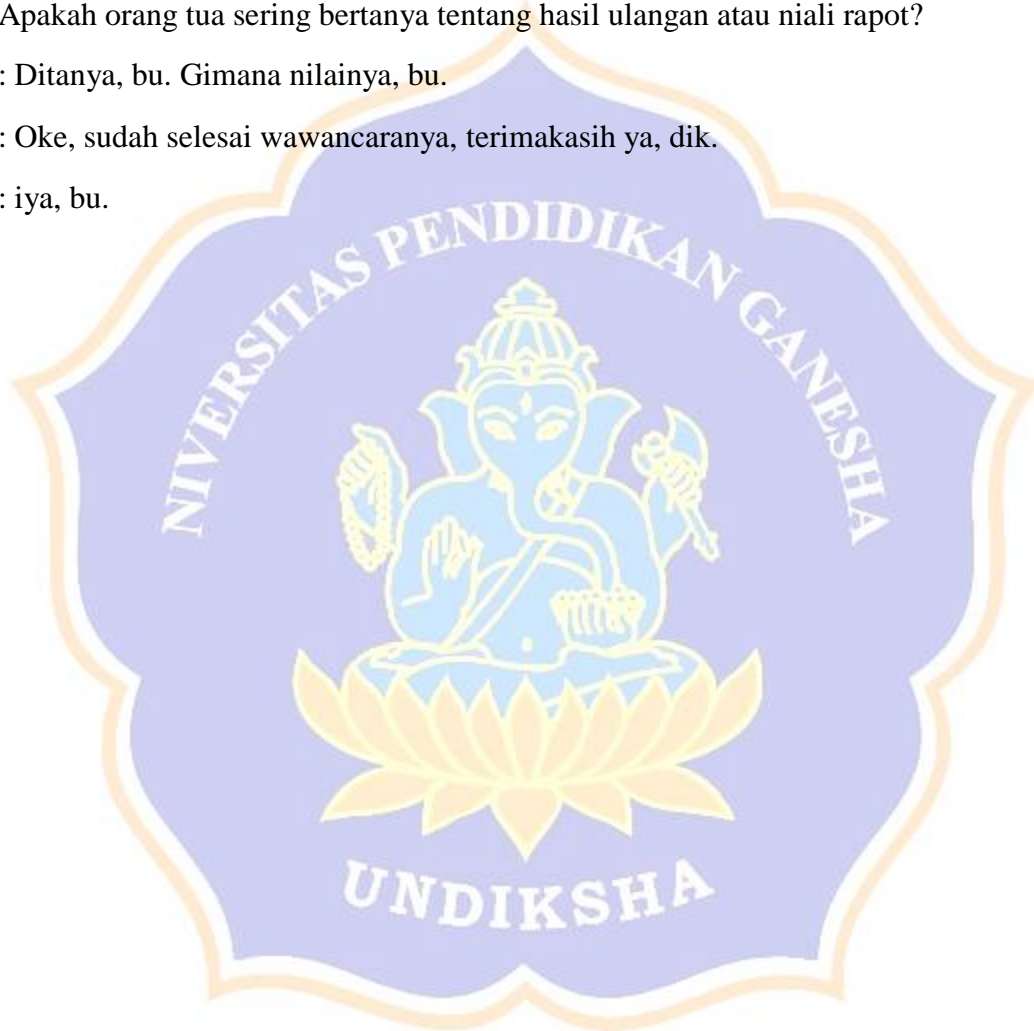 Apakah orang tua sering bertanya tentang hasil ulangan atau niali rapot?
: Ditanya, bu. Gimana nilainya, bu.
: Oke, sudah selesai wawancaranya, terimakasih ya, dik.
: iya, bu.
NIVERSITAS PENDIDIKAN GANESHA
UNDIKSHA